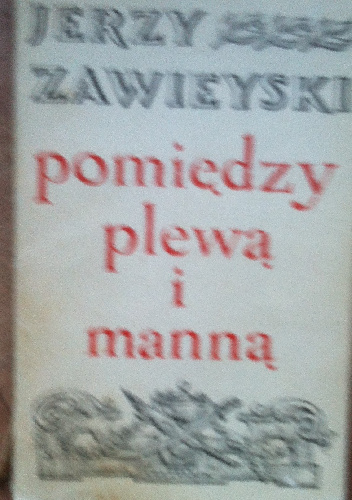 JERZY
ZAWIEYSKI
pomiędzy
plewą
i
manną